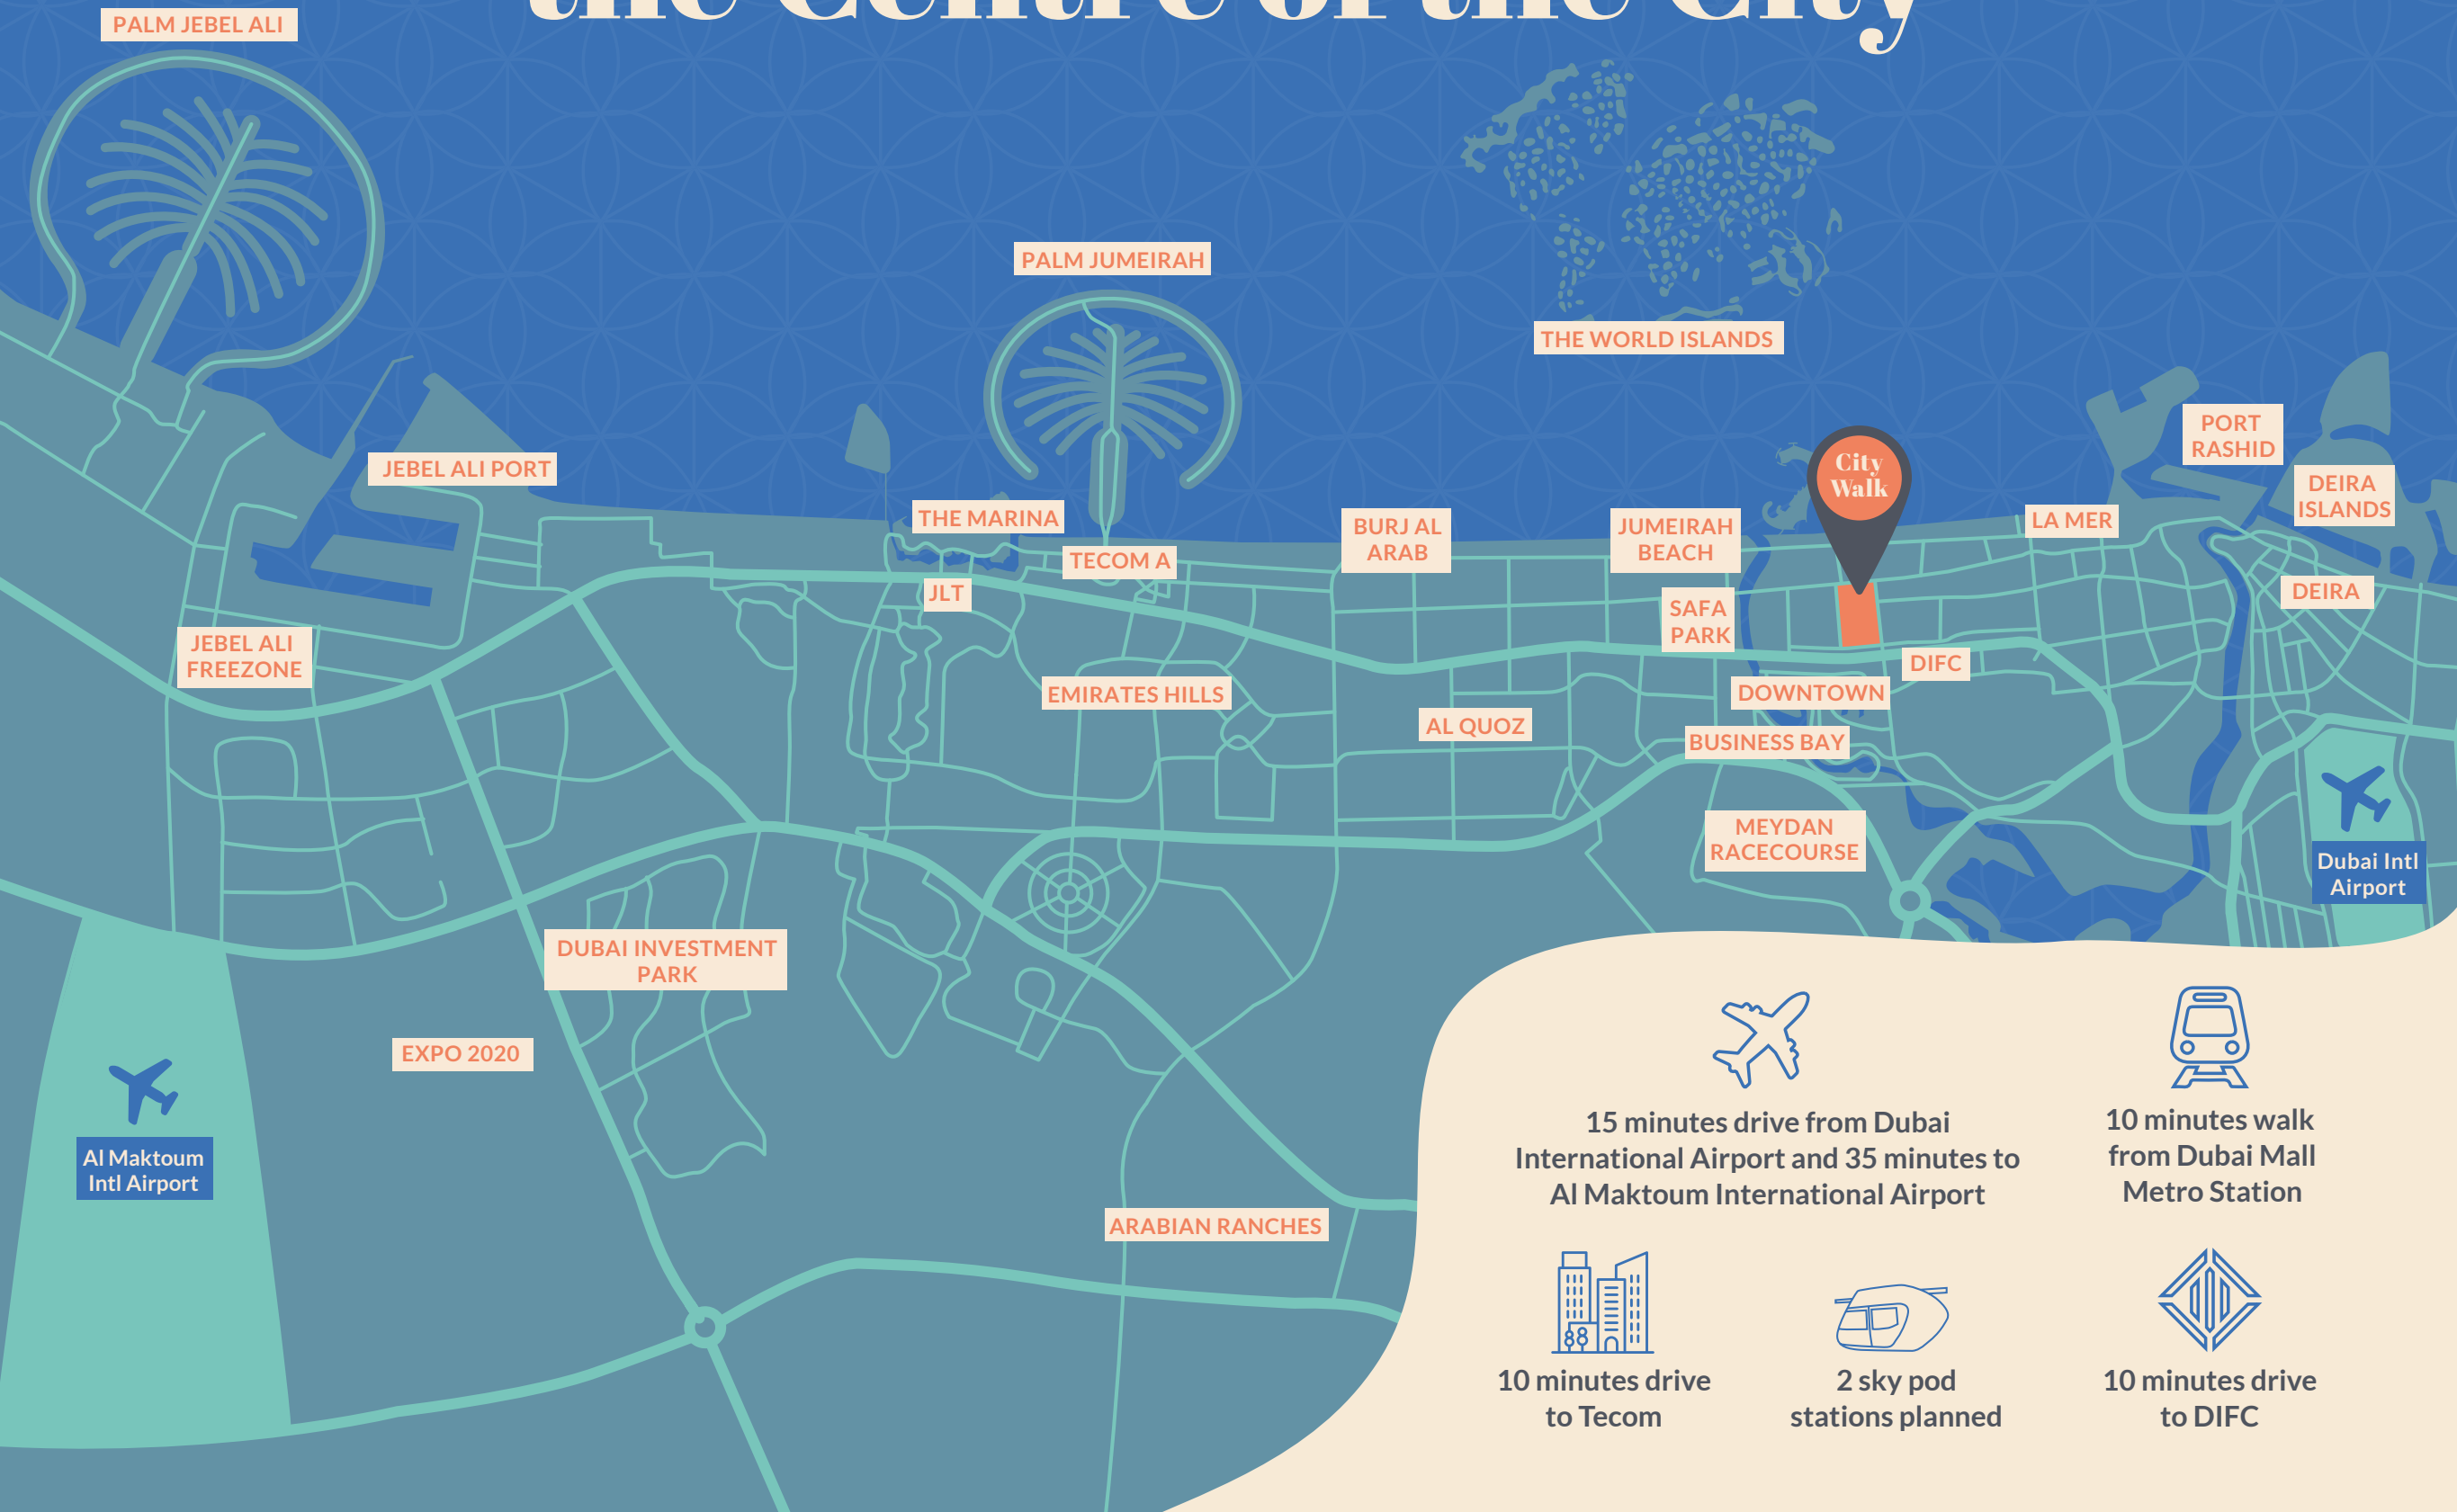 the Centre of the City
PALM JEBEL ALI
PALM JUMEIRAH
THE WORLD ISLANDS
JEBEL ALI PORT
THE MARINA
TECOM A
JLT
BURJ AL
ARAB
JUMEIRAH
BEACH
SAFA
PARK
City
Walk
LA MER
PORT
RASHID
DEIRA
ISLANDS
DEIRA
JEBEL ALI
FREEZONE
EMIRATES HILLS
AL QUOZ
DIFC
DOWNTOWN
BUSINESS BAY
MEYDAN
RACECOURSE
Dubai Intl
Airport
DUBAI INVESTMENT
PARK
EXPO 2020
Al Maktoum
Intl Airport
ARABIAN RANCHES
15 minutes drive from Dubai
International Airport and 35 minutes to
Al Maktoum International Airport
10 minutes walk
from Dubai Mall
Metro Station
10 minutes drive
to Tecom
2 sky pod
stations planned
10 minutes drive
to DIFC